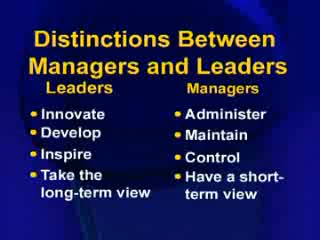 Distinctions Between
Managers and Leaders
Leaders
• Innovate
• Develop
• Inspire
• Take the
long-term view
Managers
• Administer
• Maintain
• Control
• Have a short-
term view